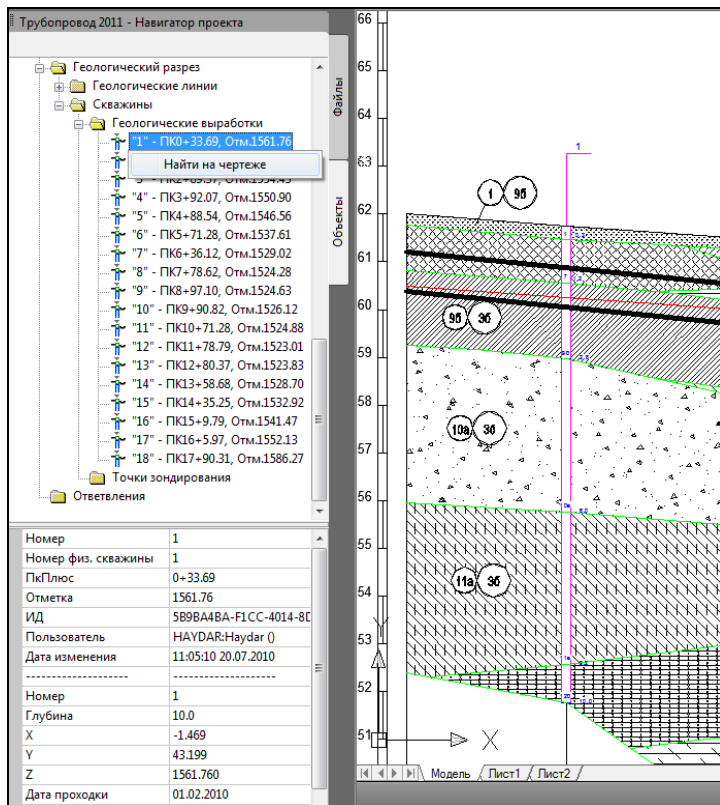 Трубопровод 2011 - Навигатор проекта
Геологический разрез
Геологические линии
Скважины
Геологические выработки
"1" - ПК0+33.69, Отм.1561.76
Найти на чертеже
"4" - ПК3+92.07, Отм.1550.90
"5" - ПК4+88.54, Отм.1546.56
"6" - ПК5+71.28, Отм.1537.61
"7" - ПК6+36.12, Отм.1529.02
"8" - ПК7+78.62, Отм.1524.28
"9" - ПК8+97.10, Отм.1524.63
"10" - ПК9+90.82, Отм.1526.12
"11" - ПК10+71.28, Отм.1524.88
"12" - ПК11+78.79, Отм.1523.01
"13" - ПК12+80.37, Отм.1523.83
"14" - ПК13+58.68, Отм.1528.70
"15" - ПК14+35.25, Отм.1532.92
"16" - ПК15+9.79, Отм.1541.47
"17" - ПК16+5.97, Отм.1552.13
"18" - ПК17+90.31, Отм.1586.27
Точки зондирования
Ответвления
Файлы
Объекты
Номер 1
Номер физ. скважины 1
ПкПлюс 0+33.69
Отметка 1561.76
ИД 5B9BA4BA-F1CC-4014-8D
Пользователь HAYDAR:Haydar ()
Дата изменения 11:05:10 20.07.2010
------------------- -------------------
Номер 1
Глубина 10.0
X -1.469
Y 43.199
Z 1561.760
Дата проходки 01.02.2010
66
65
64
63
62
61
60
59
58
57
56
55
54
53
52
51
1
1 9б
9б 3б
10а 3б
11а 3б
Y
X
Модель Лист1 Лист2